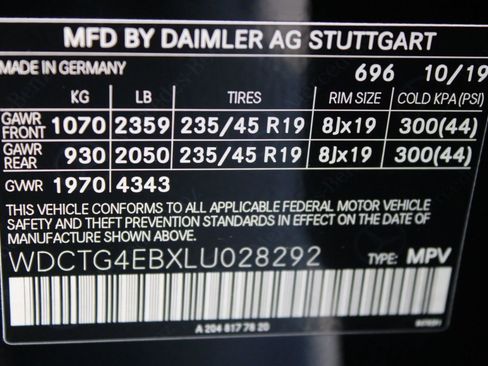 MFD BY DAIMLER AG STUTTGART
MADE IN GERMANY 696 10/19
KG LB TIRES RIM SIZE COLD KPA(PSI)
GAWR FRONT 1070 2359 235/45 R19 8Jx19 300(44)
GAWR REAR 930 2050 235/45 R19 8Jx19 300(44)
GVWR 1970 4343
THIS VEHICLE CONFORMS TO ALL APPLICABLE FEDERAL MOTOR VEHICLE
SAFETY AND THEFT PREVENTION STANDARDS IN EFFECT ON THE DATE OF
MANUFACTURE SHOWN ABOVE.
WDCTG4EBXLU028292 TYPE: MPV
A 204 817 78 20